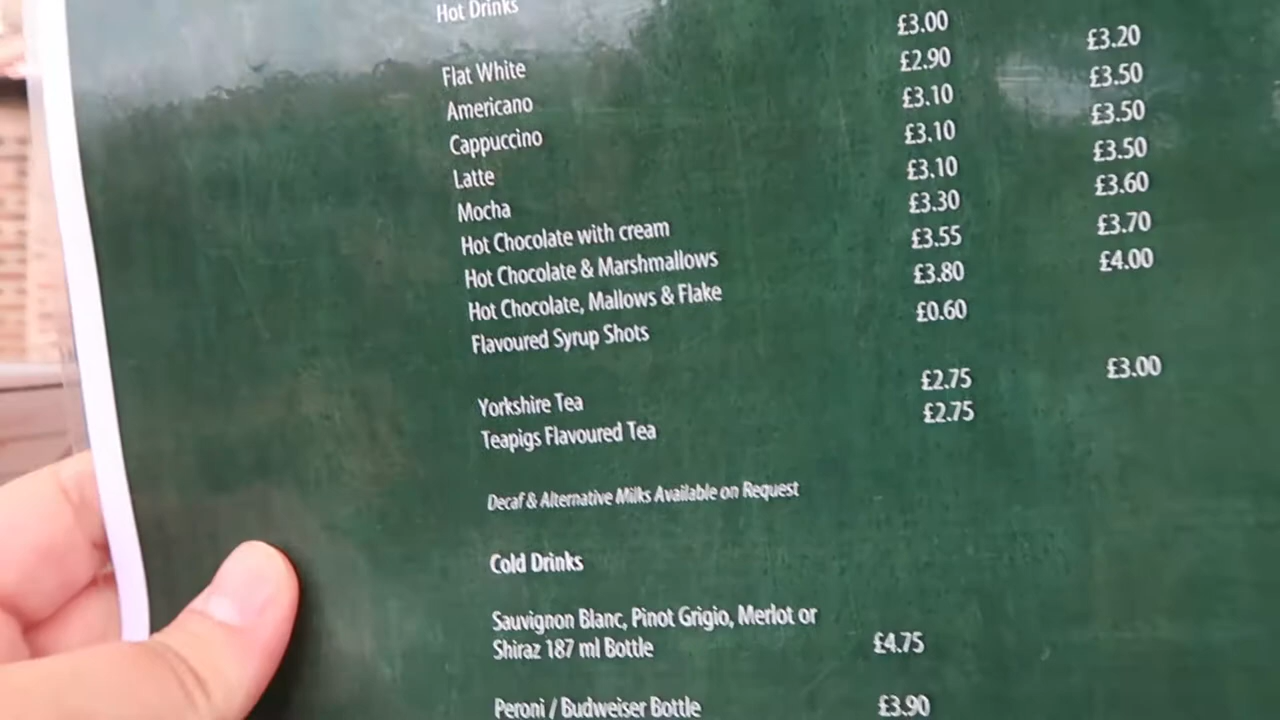 Hot Drinks
Flat White £3.00
Americano £2.90 £3.20
Cappuccino £3.10 £3.50
Latte £3.10 £3.50
Mocha £3.10 £3.50
Hot Chocolate with cream £3.30 £3.60
Hot Chocolate & Marshmallows £3.55 £3.70
Hot Chocolate, Mallows & Flake £3.80 £4.00
Flavoured Syrup Shots £0.60
Yorkshire Tea £2.75 £3.00
Teapigs Flavoured Tea £2.75
Decaf & Alternative Milks Available on Request
Cold Drinks
Sauvignon Blanc, Pinot Grigio, Merlot or
Shiraz 187 ml Bottle £4.75
Peroni / Budweiser Bottle £3.90